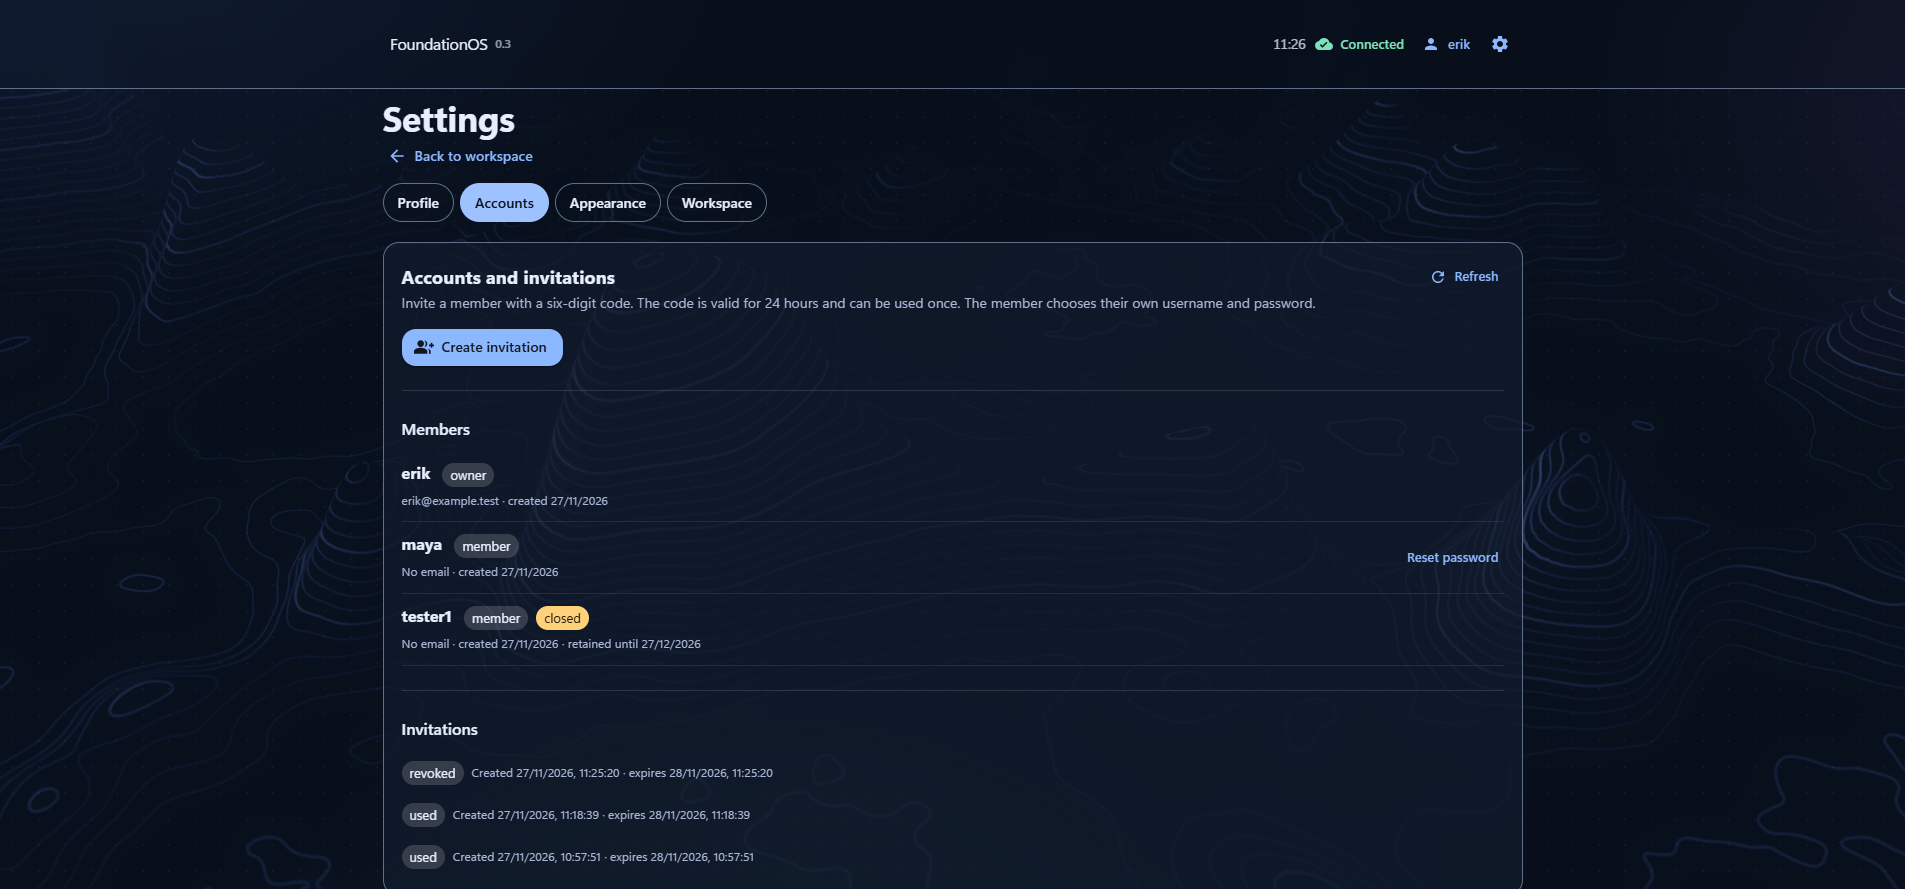 FoundationOS 0.3
11:26 Connected erik
Settings
Back to workspace
Profile Accounts Appearance Workspace
Accounts and invitations
Refresh
Invite a member with a six-digit code. The code is valid for 24 hours and can be used once. The member chooses their own username and password.
Create invitation
Members
erik owner
erik@example.test · created 27/11/2026
maya member
No email · created 27/11/2026
Reset password
tester1 member closed
No email · created 27/11/2026 · retained until 27/12/2026
Invitations
revoked Created 27/11/2026, 11:25:20 · expires 28/11/2026, 11:25:20
used Created 27/11/2026, 11:18:39 · expires 28/11/2026, 11:18:39
used Created 27/11/2026, 10:57:51 · expires 28/11/2026, 10:57:51